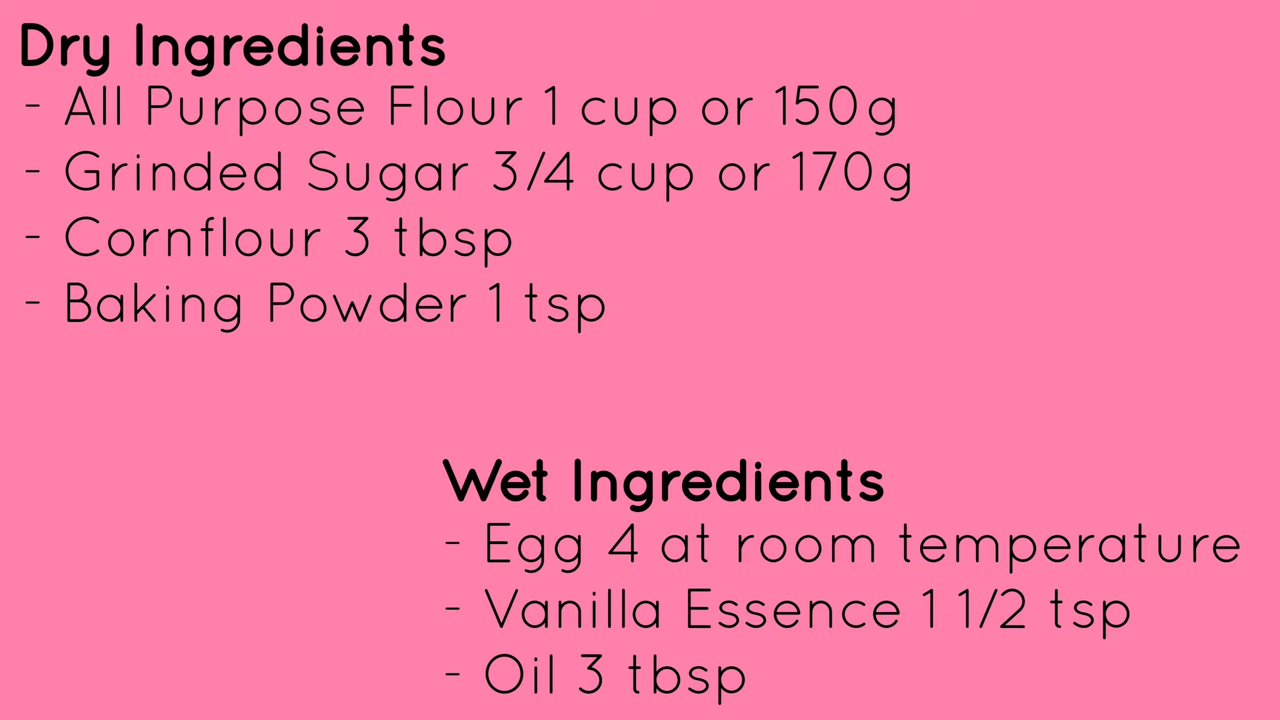 Dry Ingredients
- All Purpose Flour 1 cup or 150g
- Grinded Sugar 3/4 cup or 170g
- Cornflour 3 tbsp
- Baking Powder 1 tsp
Wet Ingredients
- Egg 4 at room temperature
- Vanilla Essence 1 1/2 tsp
- Oil 3 tbsp